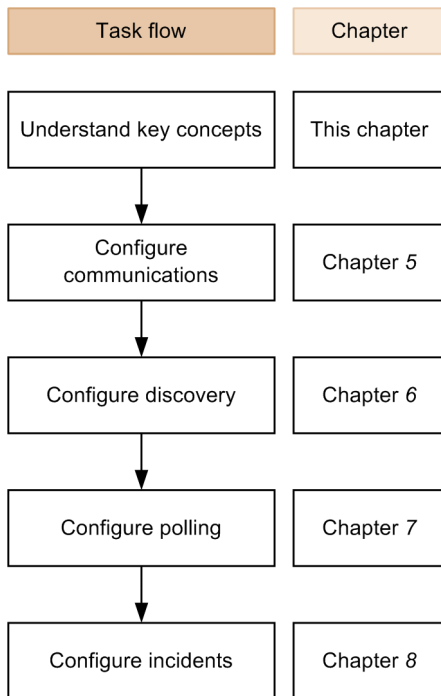 Task flow
Chapter
Understand key concepts
This chapter
Configure
communications
Chapter 5
Configure discovery
Chapter 6
Configure polling
Chapter 7
Configure incidents
Chapter 8